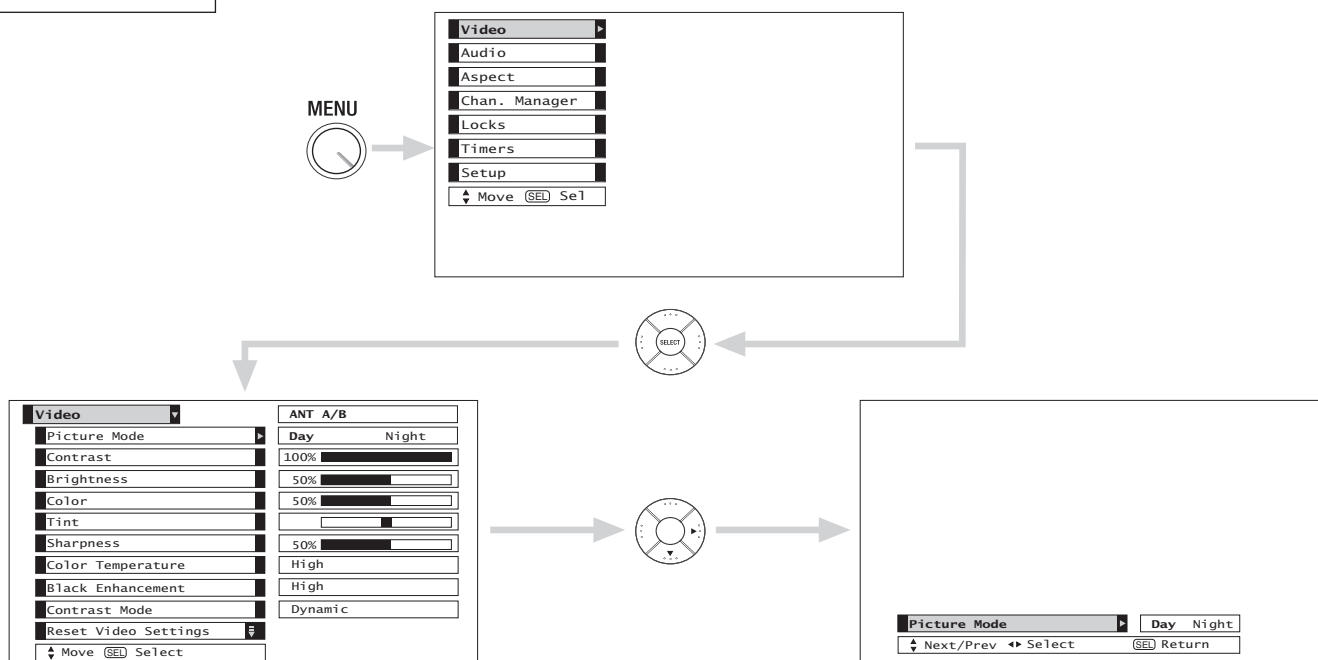 MENU
Video
Audio
Aspect
Chan. Manager
Locks
Timers
Setup
Move SEL Sel
SELECT
Video ANT A/B
Picture Mode Day Night
Contrast 100%
Brightness 50%
Color 50%
Tint
Sharpness 50%
Color Temperature High
Black Enhancement High
Contrast Mode Dynamic
Reset Video Settings
Move SEL Select
Picture Mode Day Night
Next/Prev Select SEL Return